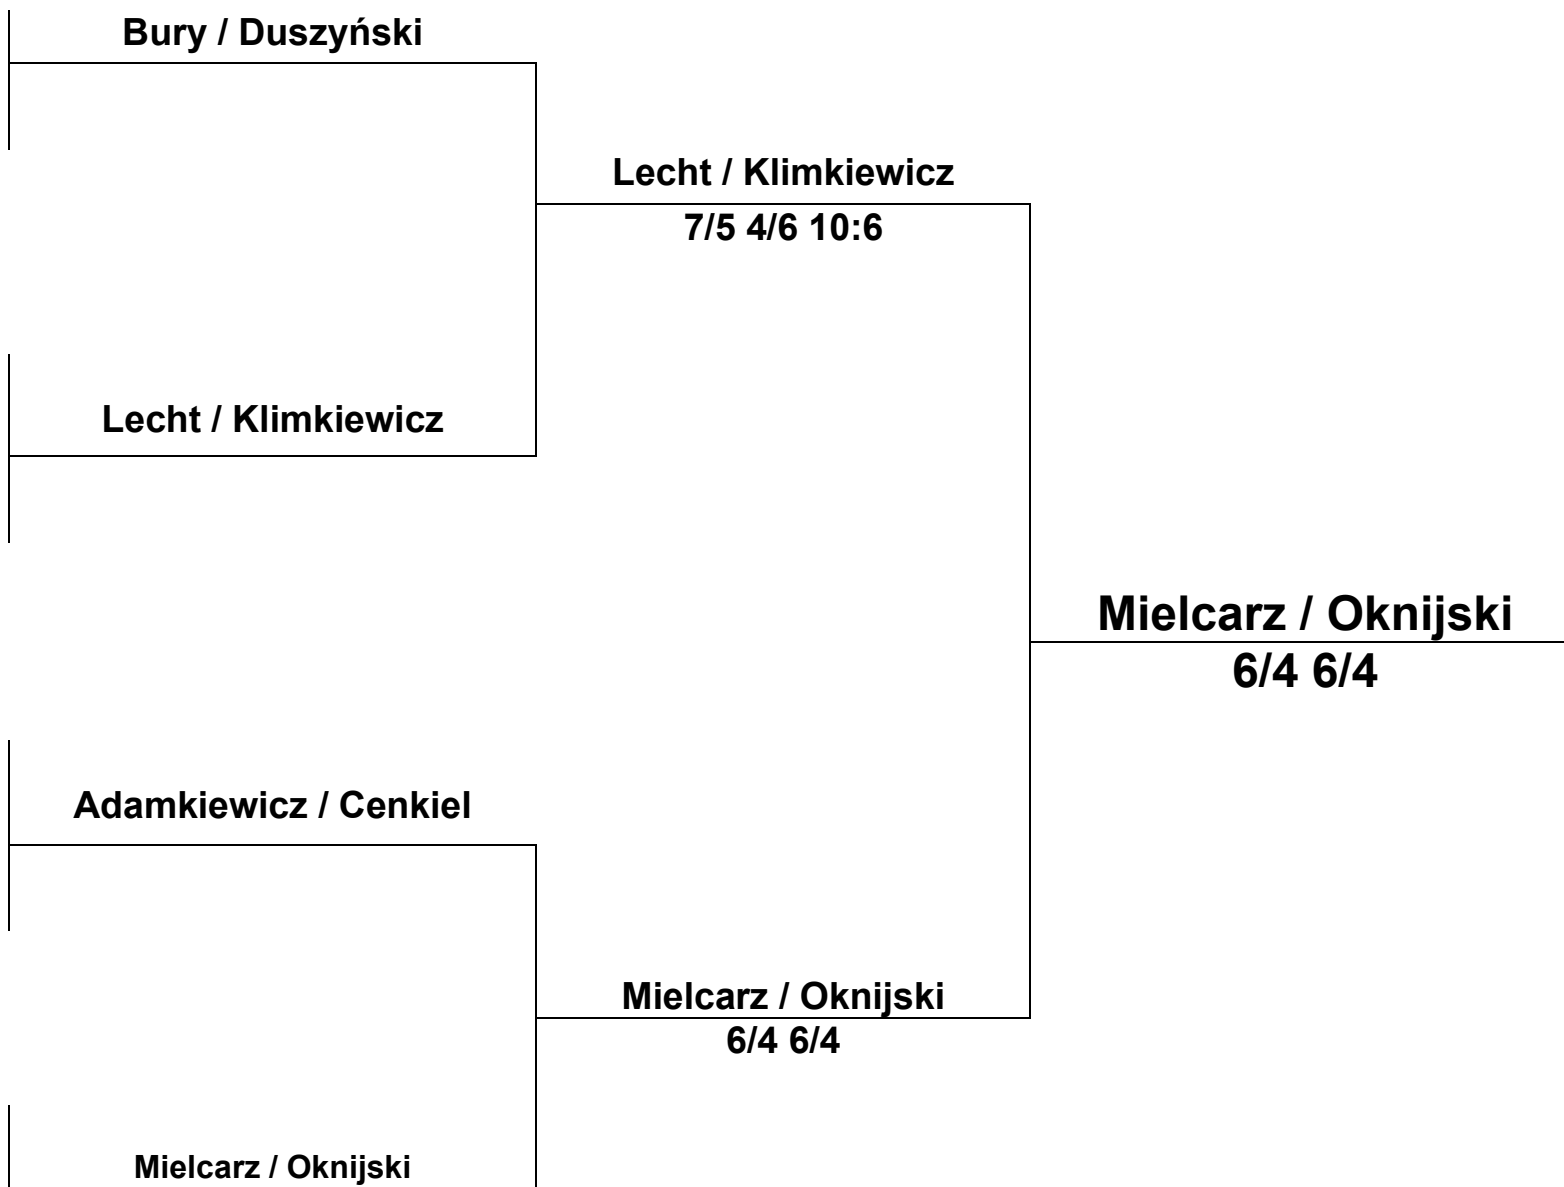 Bury / Duszyński
Lecht / Klimkiewicz
7/5 4/6 10:6
Lecht / Klimkiewicz
Mielcarz / Oknijski
6/4 6/4
Adamkiewicz / Cenkiel
Mielcarz / Oknijski
6/4 6/4
Mielcarz / Oknijski